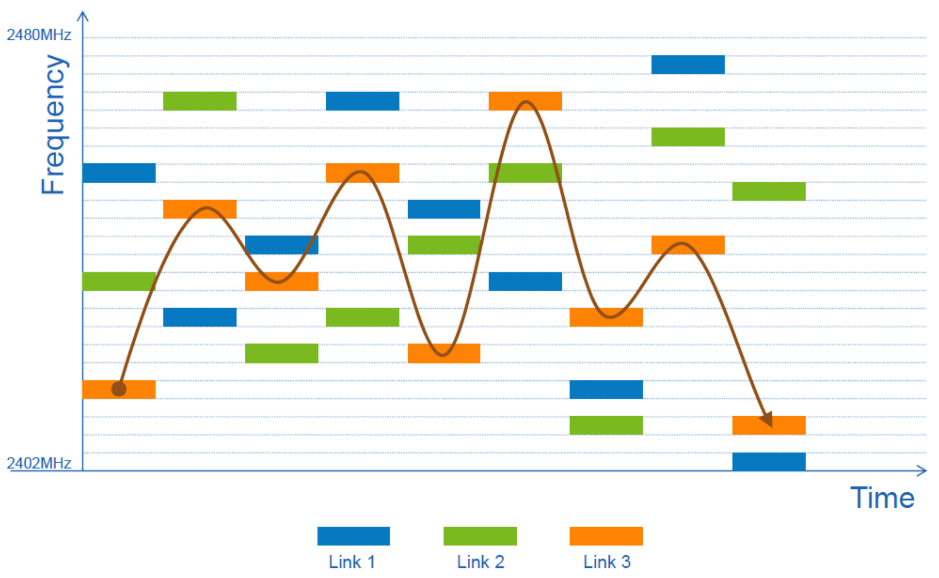 2480MHz
Frequency
2402MHz
Time
Link 1
Link 2
Link 3